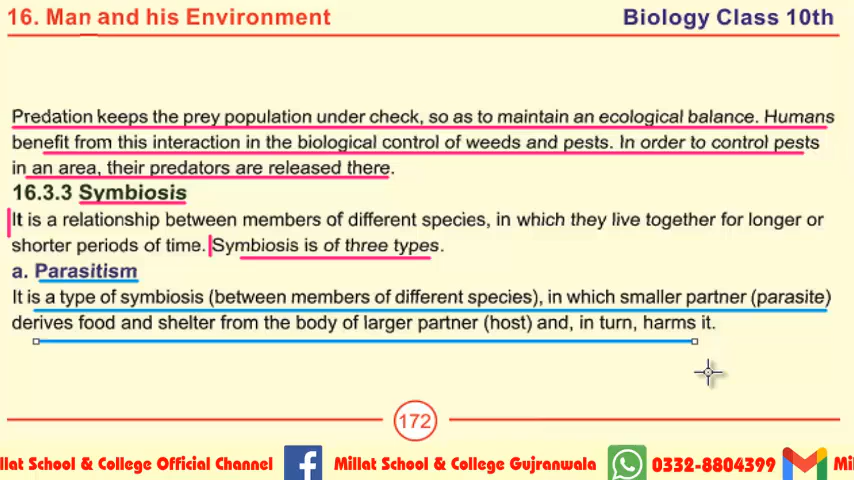 16. Man and his Environment
Biology Class 10th
Predation keeps the prey population under check, so as to maintain an ecological balance. Humans
benefit from this interaction in the biological control of weeds and pests. In order to control pests
in an area, their predators are released there.
16.3.3 Symbiosis
It is a relationship between members of different species, in which they live together for longer or
shorter periods of time. Symbiosis is of three types.
a. Parasitism
It is a type of symbiosis (between members of different species), in which smaller partner (parasite)
derives food and shelter from the body of larger partner (host) and, in turn, harms it.
172
llat School & College Official Channel f Millat School & College Gujranwala 0332-8804399 Mi